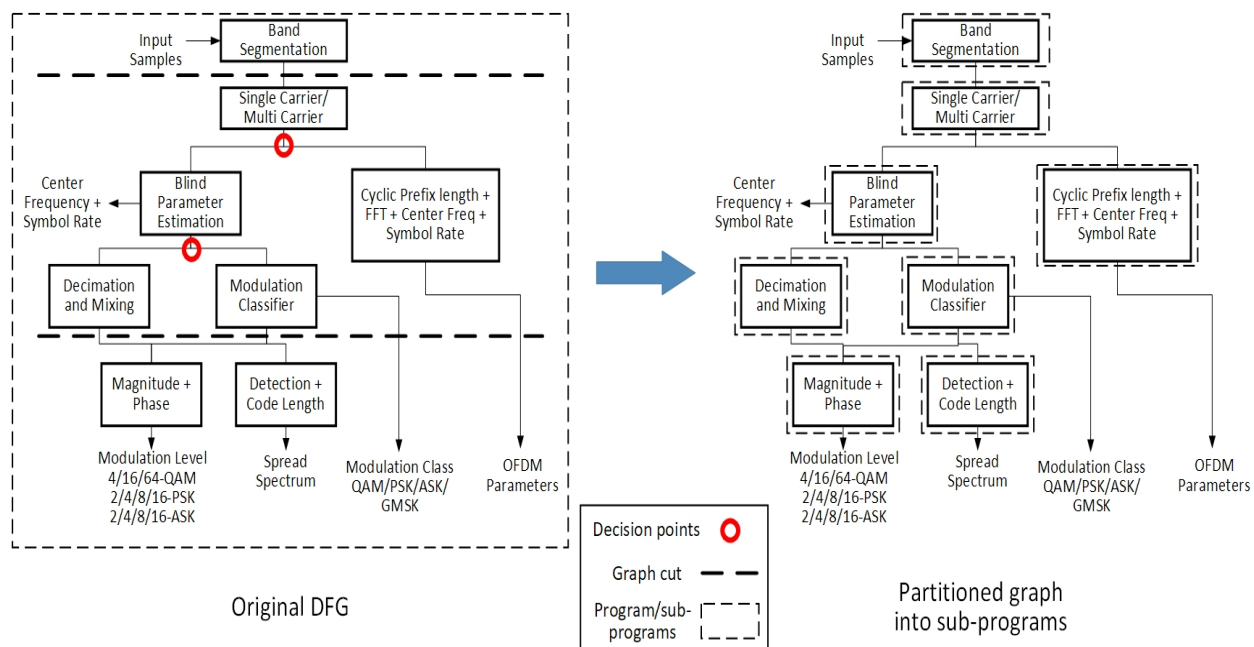 Input
Samples
Band
Segmentation
Single Carrier/
Multi Carrier
Center
Frequency +
Symbol Rate
Blind
Parameter
Estimation
Cyclic Prefix length +
FFT + Center Freq +
Symbol Rate
Decimation
and Mixing
Modulation
Classifier
Magnitude +
Phase
Detection +
Code Length
Modulation Level
4/16/64-QAM
2/4/8/16-PSK
2/4/8/16-ASK
Spread
Spectrum
Modulation Class
QAM/PSK/ASK/
GMSK
OFDM
Parameters
Original DFG
Decision points
Graph cut
Program/sub-
programs
Input
Samples
Band
Segmentation
Single Carrier/
Multi Carrier
Center
Frequency +
Symbol Rate
Blind
Parameter
Estimation
Cyclic Prefix length +
FFT + Center Freq +
Symbol Rate
Decimation
and Mixing
Modulation
Classifier
Magnitude +
Phase
Detection +
Code Length
Modulation Level
4/16/64-QAM
2/4/8/16-PSK
2/4/8/16-ASK
Spread
Spectrum
Modulation Class
QAM/PSK/ASK/
GMSK
OFDM
Parameters
Partitioned graph
into sub-programs